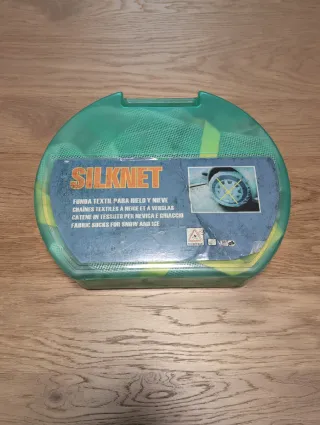 SILKNET
FUNDA TEXTIL PARA HIELO Y NIEVE
CHAÎNES TEXTILES À NEIGE ET À VERGLAS
CATENE IN TESSUTO PER NEVICA E GHIACCIO
FABRIC SOCKS FOR SNOW AND ICE